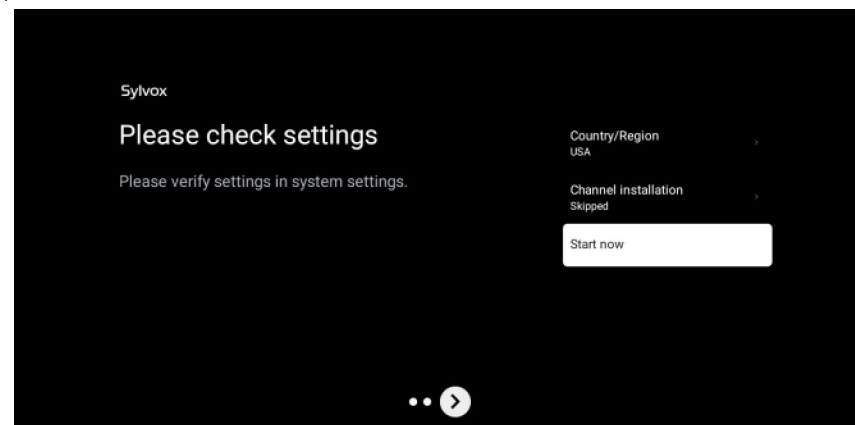 Sylvox
Please check settings
Please verify settings in system settings.
Country/Region
USA
Channel installation
Skipped
Start now